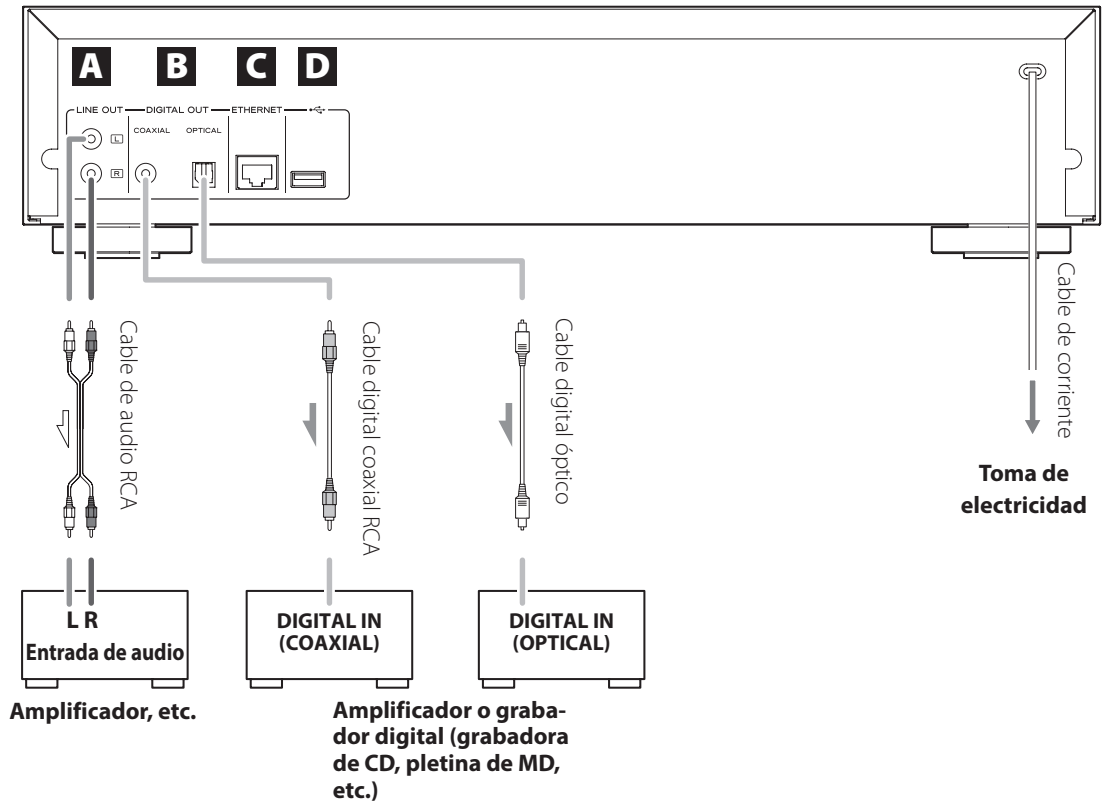 A B C D
LINE OUT DIGITAL OUT ETHERNET
COAXIAL OPTICAL
L
R
Cable de audio RCA
Cable digital coaxial RCA
Cable digital óptico
Cable de corriente
Toma de
electricidad
L R
Entrada de audio
DIGITAL IN
(COAXIAL)
DIGITAL IN
(OPTICAL)
Amplificador, etc.
Amplificador o graba-
dor digital (grabadora
de CD, pletina de MD,
etc.)